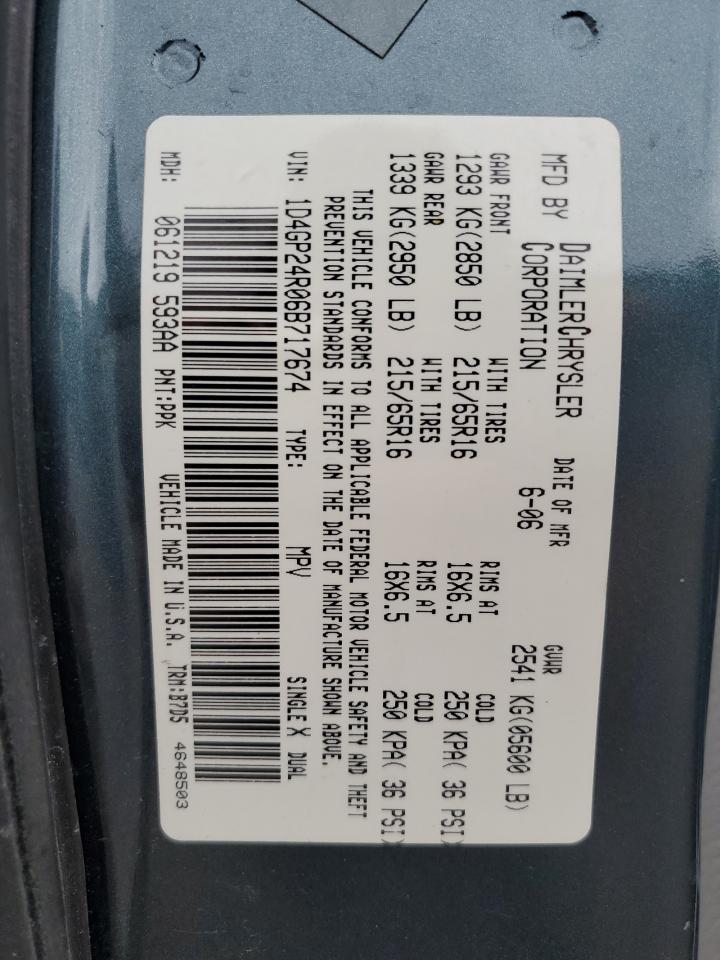 MFD BY DAIMLERCHRYSLER CORPORATION DATE OF MFR 6-06 GVWR 2541 KG(05600 LB)
GAWR FRONT WITH TIRES RIMS AT COLD
1293 KG(2850 LB) 215/65R16 16X6.5 250 KPA( 36 PSI)
GAWR REAR WITH TIRES RIMS AT COLD
1339 KG(2950 LB) 215/65R16 16X6.5 250 KPA( 36 PSI)
THIS VEHICLE CONFORMS TO ALL APPLICABLE FEDERAL MOTOR VEHICLE SAFETY AND THEFT
PREVENTION STANDARDS IN EFFECT ON THE DATE OF MANUFACTURE SHOWN ABOVE.
VIN: 1D4GP24R06B717674 TYPE: MPV SINGLE X DUAL
MDH: 061219 593AA PNT:PPK VEHICLE MADE IN U.S.A. TRM:B7D5 4648503